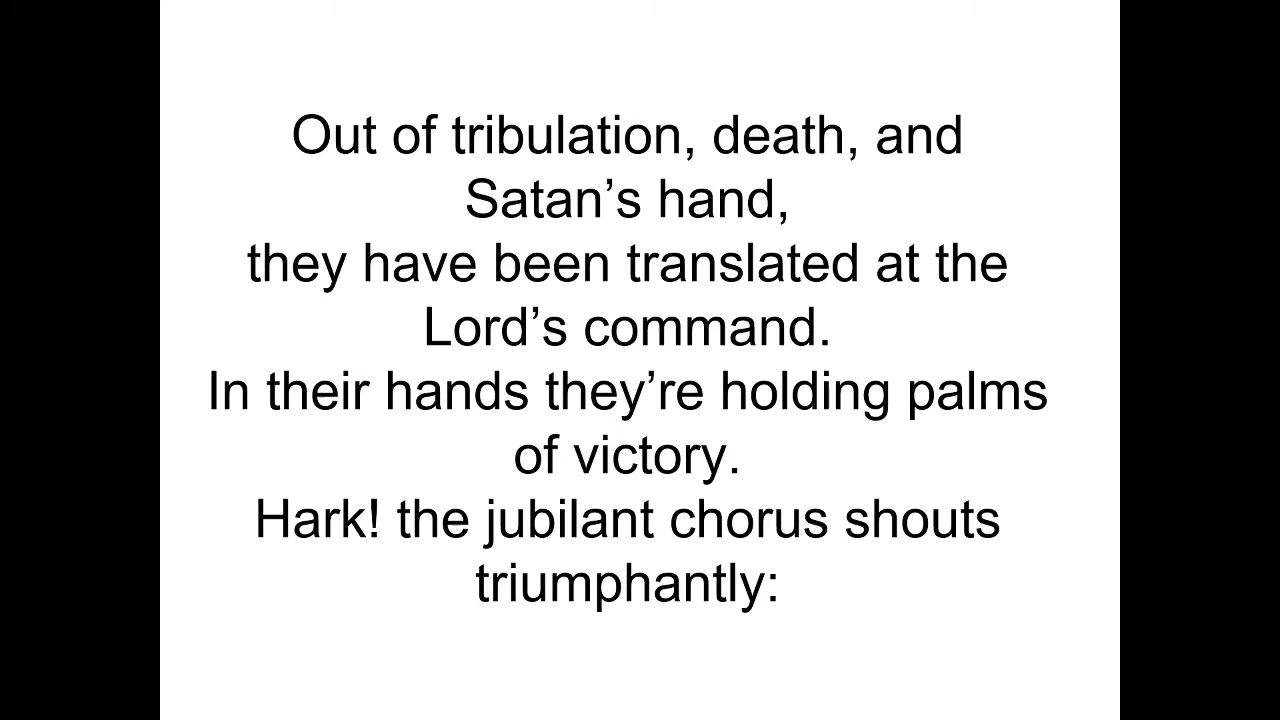 Out of tribulation, death, and
Satan’s hand,
they have been translated at the
Lord’s command.
In their hands they’re holding palms
of victory.
Hark! the jubilant chorus shouts
triumphantly: